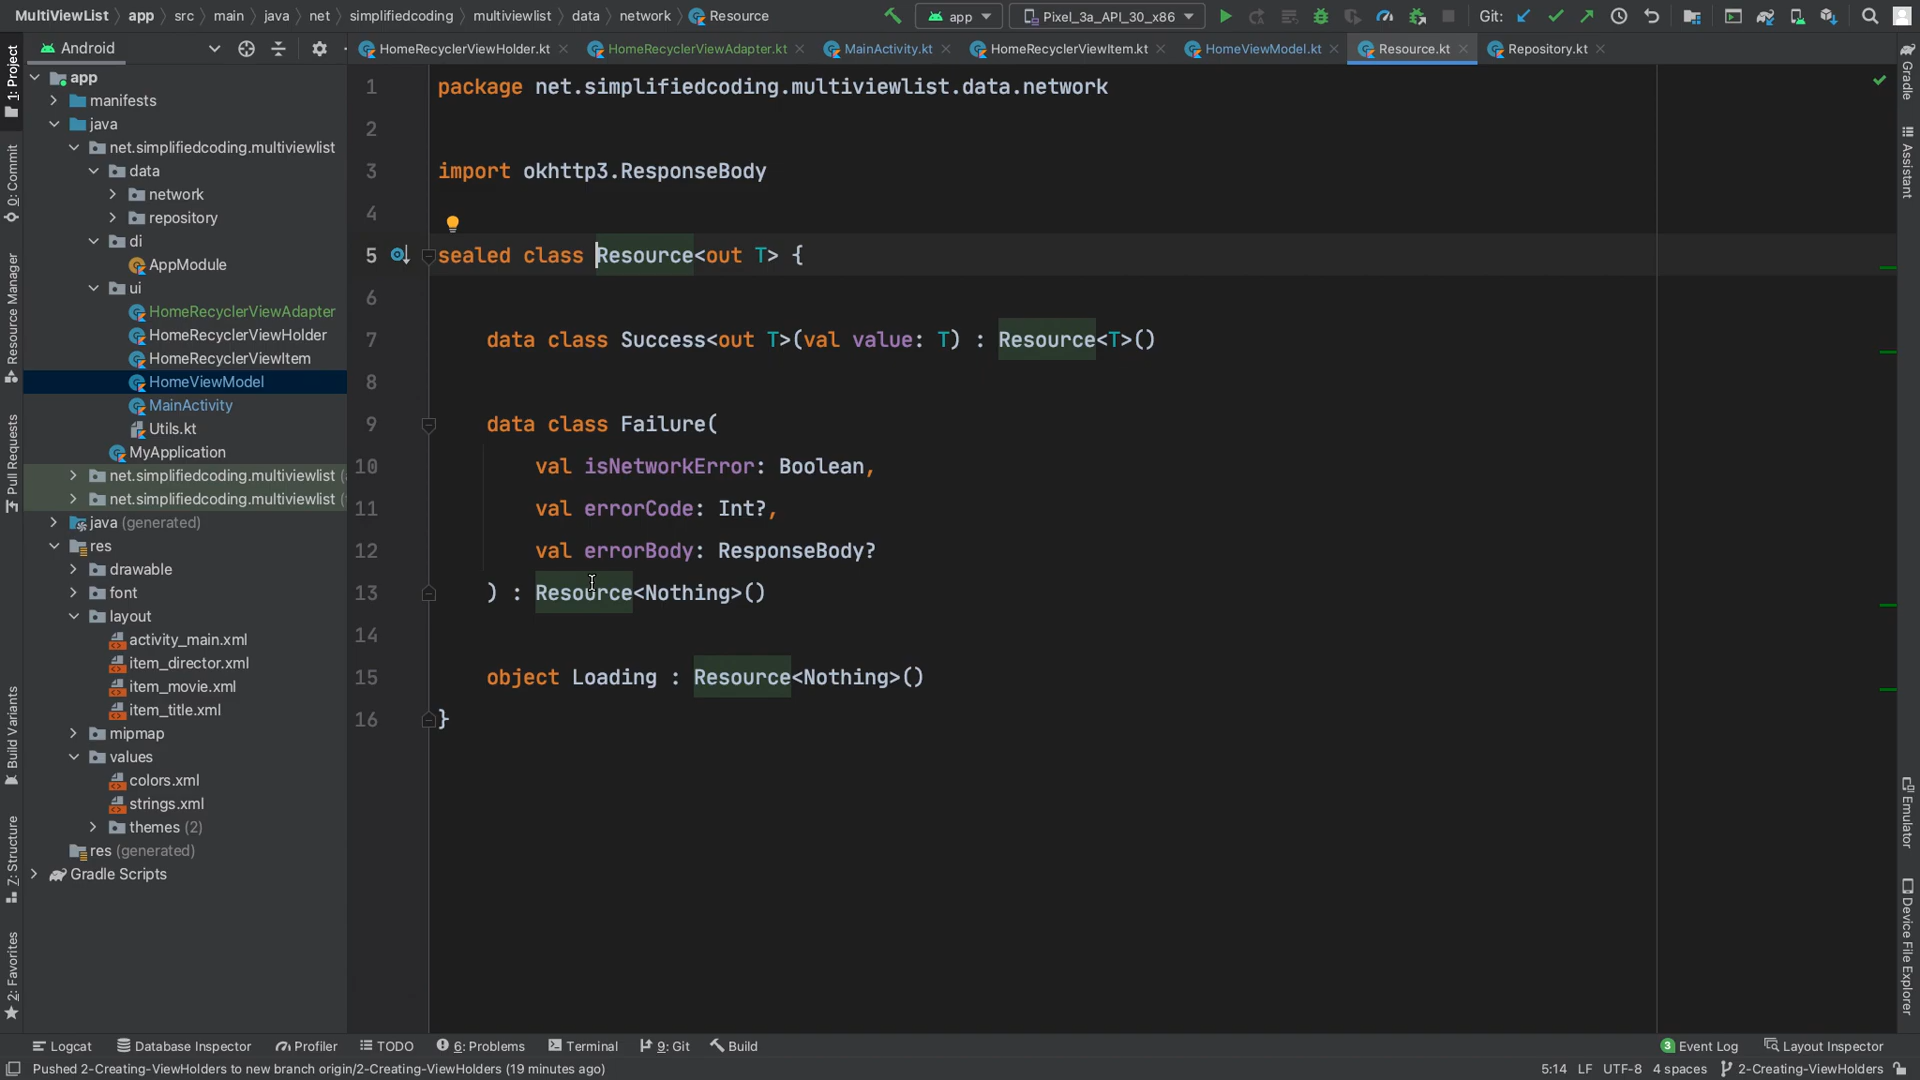 MultiViewList app src main java net simplifiedcoding multiviewlist data network Resource
app Pixel_3a_API_30_x86 Git:
1: Project
Android
HomeRecyclerViewHolder.kt HomeRecyclerViewAdapter.kt MainActivity.kt HomeRecyclerViewItem.kt HomeViewModel.kt Resource.kt Repository.kt
0: Commit
Resource Manager
Pull Requests
Build Variants
7: Structure
2: Favorites
app
manifests
java
net.simplifiedcoding.multiviewlist
data
network
repository
di
AppModule
ui
HomeRecyclerViewAdapter
HomeRecyclerViewHolder
HomeRecyclerViewItem
HomeViewModel
MainActivity
Utils.kt
MyApplication
net.simplifiedcoding.multiviewlist (
net.simplifiedcoding.multiviewlist (
java (generated)
res
drawable
font
layout
activity_main.xml
item_director.xml
item_movie.xml
item_title.xml
mipmap
values
colors.xml
strings.xml
themes (2)
res (generated)
Gradle Scripts
1 package net.simplifiedcoding.multiviewlist.data.network
2
3 import okhttp3.ResponseBody
4
5 sealed class Resource<out T> {
6
7 data class Success<out T>(val value: T) : Resource<T>()
8
9 data class Failure(
10 val isNetworkError: Boolean,
11 val errorCode: Int?,
12 val errorBody: ResponseBody?
13 ) : Resource<Nothing>()
14
15 object Loading : Resource<Nothing>()
16 }
Gradle
Assistant
Emulator
Device File Explorer
Logcat Database Inspector Profiler TODO 6: Problems Terminal 9: Git Build 3 Event Log Layout Inspector
Pushed 2-Creating-ViewHolders to new branch origin/2-Creating-ViewHolders (19 minutes ago) 5:14 LF UTF-8 4 spaces 2-Creating-ViewHolders